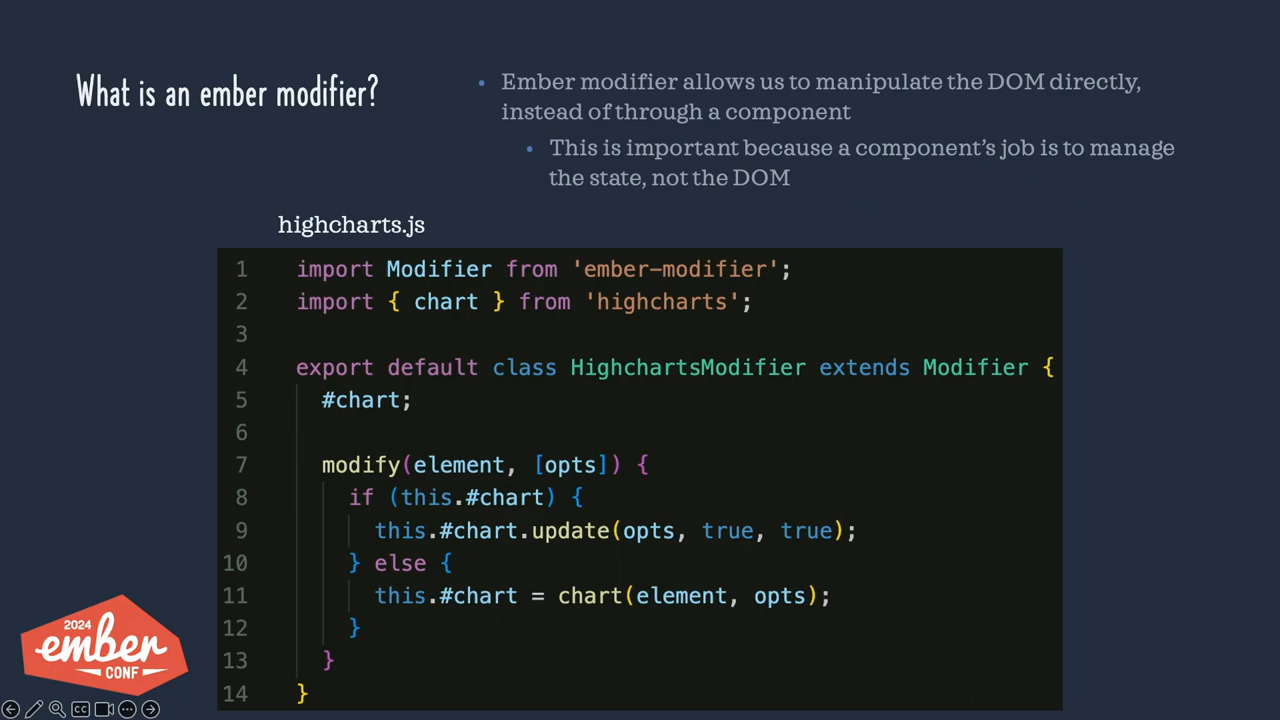 What is an ember modifier?
• Ember modifier allows us to manipulate the DOM directly,
instead of through a component
• This is important because a component's job is to manage
the state, not the DOM
highcharts.js
1 import Modifier from 'ember-modifier';
2 import { chart } from 'highcharts';
3
4 export default class HighchartsModifier extends Modifier {
5 #chart;
6
7 modify(element, [opts]) {
8 if (this.#chart) {
9 this.#chart.update(opts, true, true);
10 } else {
11 this.#chart = chart(element, opts);
12 }
13 }
14 }
2024
ember
CONF
CC